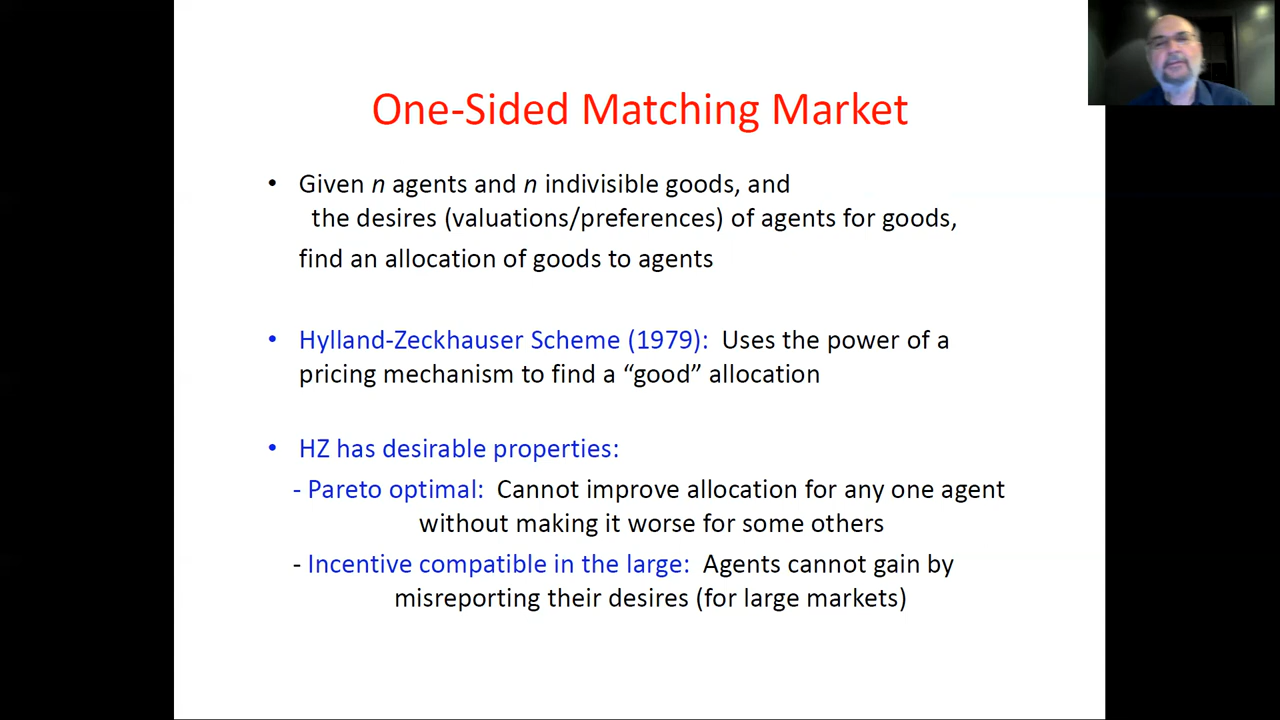 One-Sided Matching Market
• Given n agents and n indivisible goods, and
the desires (valuations/preferences) of agents for goods,
find an allocation of goods to agents
• Hylland-Zeckhauser Scheme (1979): Uses the power of a
pricing mechanism to find a “good” allocation
• HZ has desirable properties:
- Pareto optimal: Cannot improve allocation for any one agent
without making it worse for some others
- Incentive compatible in the large: Agents cannot gain by
misreporting their desires (for large markets)